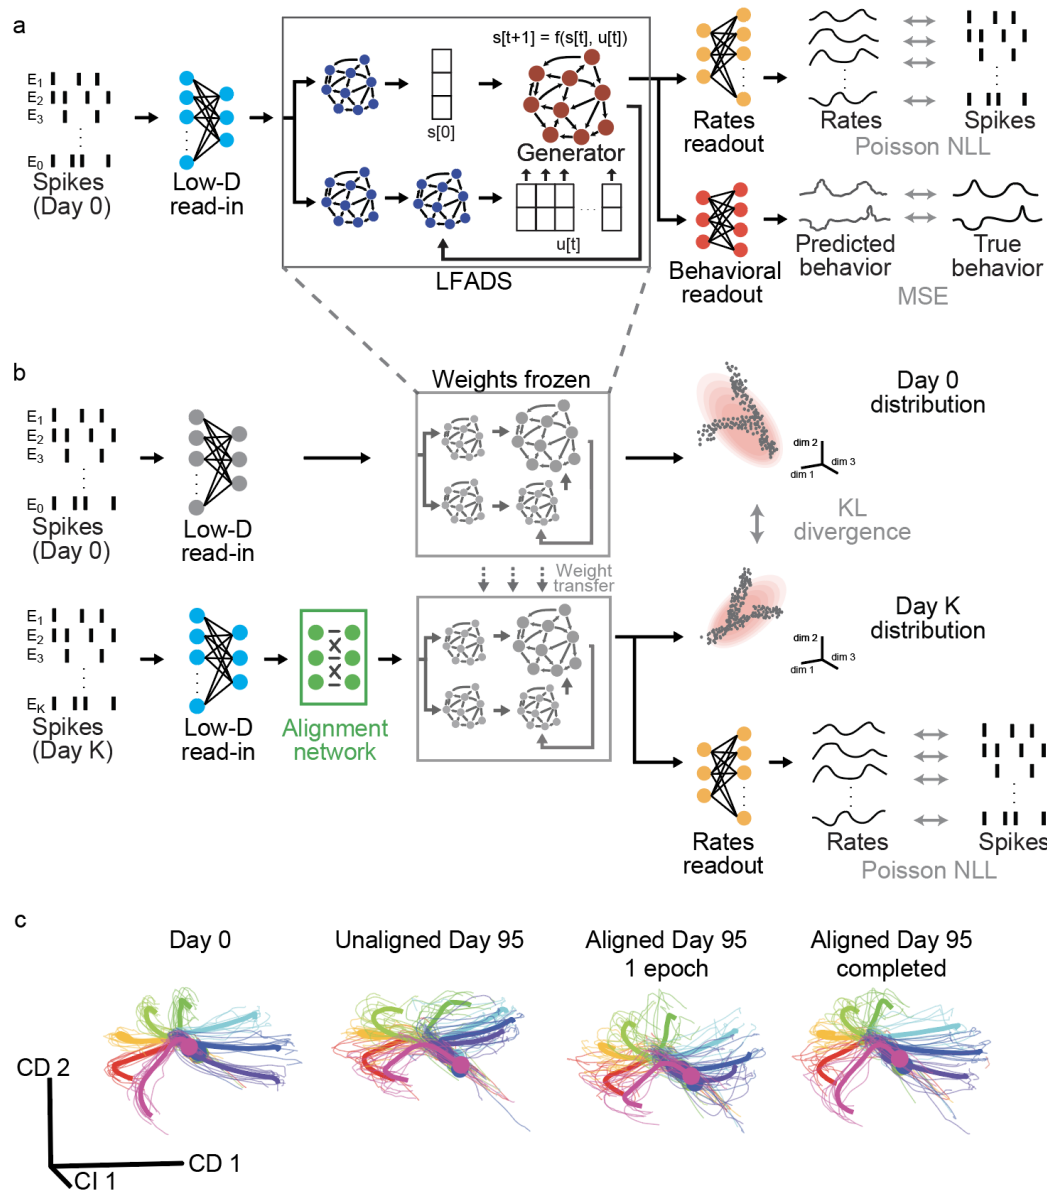 a
E1
E2
E3
E0
Spikes
(Day 0)
Low-D
read-in
s[0]
s[t+1] = f(s[t], u[t])
Generator
u[t]
LFADS
Rates
readout
Rates
Spikes
Poisson NLL
Behavioral
readout
Predicted
behavior
True
behavior
MSE
b
E1
E2
E3
E0
Spikes
(Day 0)
Low-D
read-in
Weights frozen
Day 0
distribution
dim 2
dim 1
dim 3
KL
divergence
Weight
transfer
E1
E2
E3
EK
Spikes
(Day K)
Low-D
read-in
Alignment
network
Day K
distribution
dim 2
dim 1
dim 3
Rates
readout
Rates
Spikes
Poisson NLL
c
Day 0
Unaligned Day 95
Aligned Day 95
1 epoch
Aligned Day 95
completed
CD 2
CD 1
CI 1